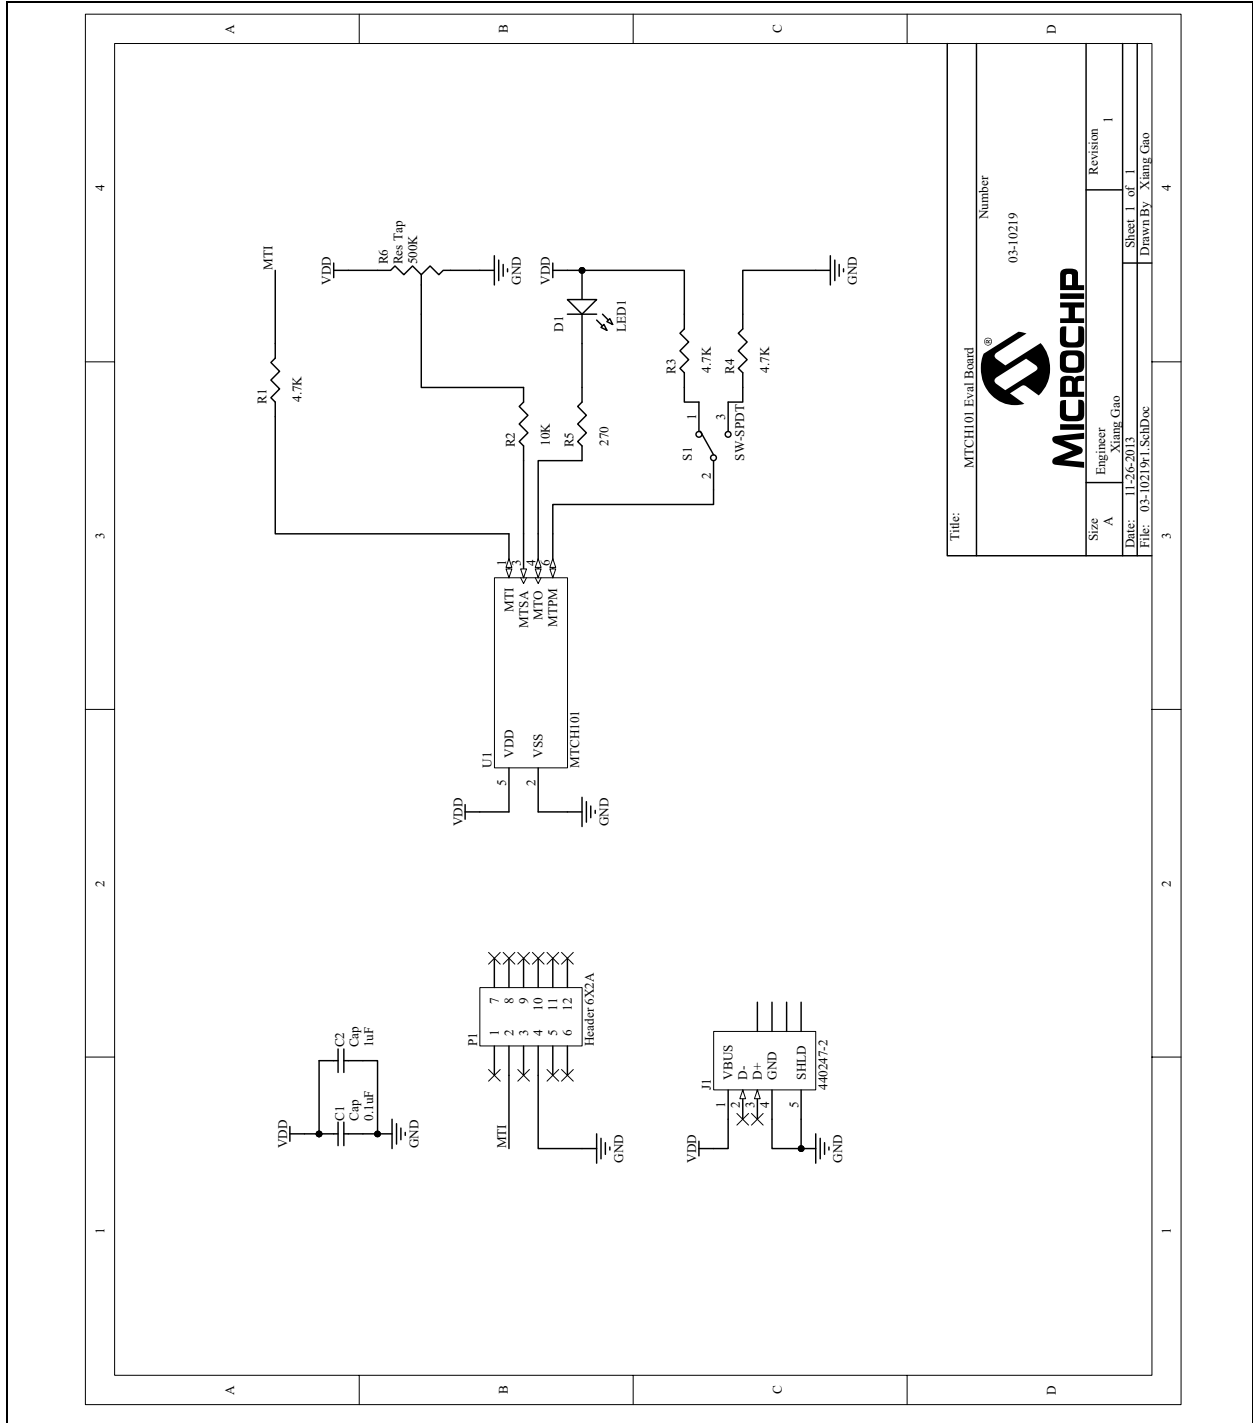 1
2
3
4
A
B
C
D
VDD
C1
Cap
0.1uF
C2
Cap
1uF
GND
P1
MTI
1
2
3
4
5
6
7
8
9
10
11
12
Header 6X2A
GND
J1
VDD
1
2
3
4
5
VBUS
D-
D+
GND
SHLD
440247-2
GND
U1
VDD
5
VDD
2
VSS
GND
MTCH101
MTI
MTSA
MTO
MTPM
1
3
4
6
R1
4.7K
MTI
VDD
R6
Res Tap
500K
GND
R2
10K
VDD
D1
LED1
R5
270
R3
4.7K
R4
4.7K
S1
1
2
3
SW-SPDT
GND
Title:
MTCH101 Eval Board
Number
03-10219
®
MICROCHIP
Size
A
Engineer
Xiang Gao
Revision
1
Date: 11-26-2013
Sheet 1 of 1
File: 03-10219r1.SchDoc
Drawn By Xiang Gao
A
B
C
D
1
2
3
4